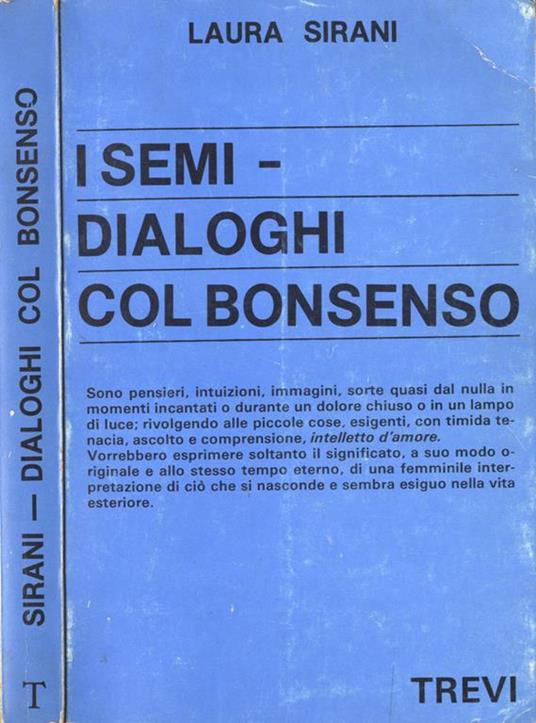 SIRANI — DIALOGHI COL BONSENSO
T
LAURA SIRANI
I SEMI -
DIALOGHI
COL BONSENSO
Sono pensieri, intuizioni, immagini, sorte quasi dal nulla in
momenti incantati o durante un dolore chiuso o in un lampo
di luce; rivolgendo alle piccole cose, esigenti, con timida te-
nacia, ascolto e comprensione, intelletto d'amore.
Vorrebbero esprimere soltanto il significato, a suo modo o-
riginale e allo stesso tempo eterno, di una femminile inter-
pretazione di ciò che si nasconde e sembra esiguo nella vita
esteriore.
TREVI